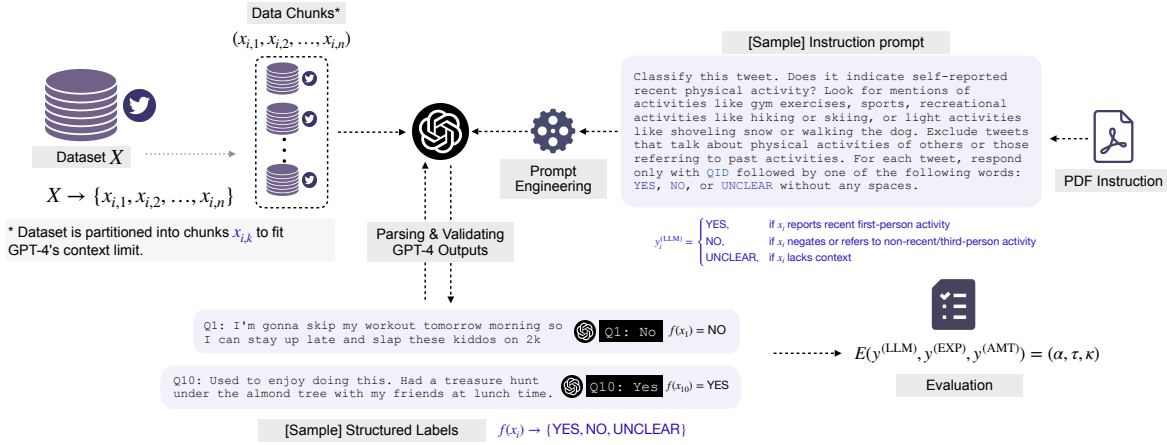 Data Chunks*
(x_{i,1}, x_{i,2}, …, x_{i,n})
Dataset X
X → {x_{i,1}, x_{i,2}, …, x_{i,n}}
* Dataset is partitioned into chunks x_{i,k} to fit
GPT-4's context limit.
Prompt
Engineering
[Sample] Instruction prompt
Classify this tweet. Does it indicate self-reported
recent physical activity? Look for mentions of
activities like gym exercises, sports, recreational
activities like hiking or skiing, or light activities
like shoveling snow or walking the dog. Exclude tweets
that talk about physical activities of others or those
referring to past activities. For each tweet, respond
only with QID followed by one of the following words:
YES, NO, or UNCLEAR without any spaces.
PDF Instruction
y_i^{(LLM)} =
YES, if x_i reports recent first-person activity
NO, if x_i negates or refers to non-recent/third-person activity
UNCLEAR, if x_i lacks context
Parsing & Validating
GPT-4 Outputs
Q1: I'm gonna skip my workout tomorrow morning so
I can stay up late and slap these kiddos on 2k
Q1: No f(x_1) = NO
Q10: Used to enjoy doing this. Had a treasure hunt
under the almond tree with my friends at lunch time.
Q10: Yes f(x_{10}) = YES
[Sample] Structured Labels f(x_i) → {YES, NO, UNCLEAR}
E(y^{(LLM)}, y^{(EXP)}, y^{(AMT)}) = (α, τ, κ)
Evaluation